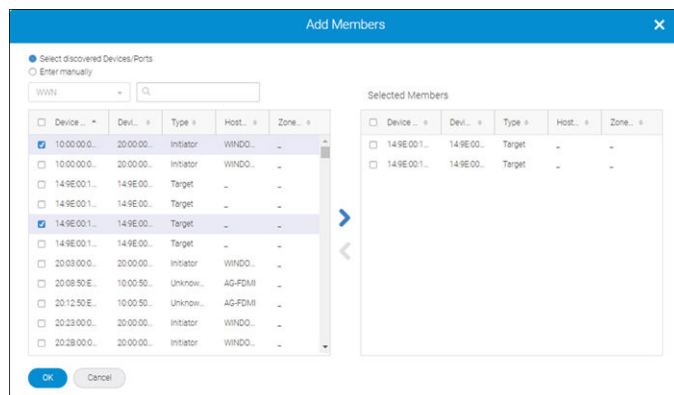 Add Members
Select discovered Devices/Ports
Enter manually
WWN
Selected Members
Device ... Devi... Type Host... Zone...
10:00:00:0... 20:00:00... Initiator WINDO... -
10:00:00:0... 20:00:00... Initiator WINDO... -
14:9E:00:1... 14:9E:00... Target - -
14:9E:00:1... 14:9E:00... Target - -
14:9E:00:1... 14:9E:00... Target - -
14:9E:00:1... 14:9E:00... Target - -
20:03:00:0... 20:00:00... Initiator WINDO... -
20:08:50:E... 10:00:50... Unknow... AG-FDMI -
20:12:50:E... 10:00:50... Unknow... AG-FDMI -
20:23:00:0... 20:00:00... Initiator WINDO... -
20:28:00:0... 20:00:00... Initiator WINDO... -
Device ... Devi... Type Host... Zone...
14:9E:00:1... 14:9E:00... Target - -
14:9E:00:1... 14:9E:00... Target - -
OK Cancel